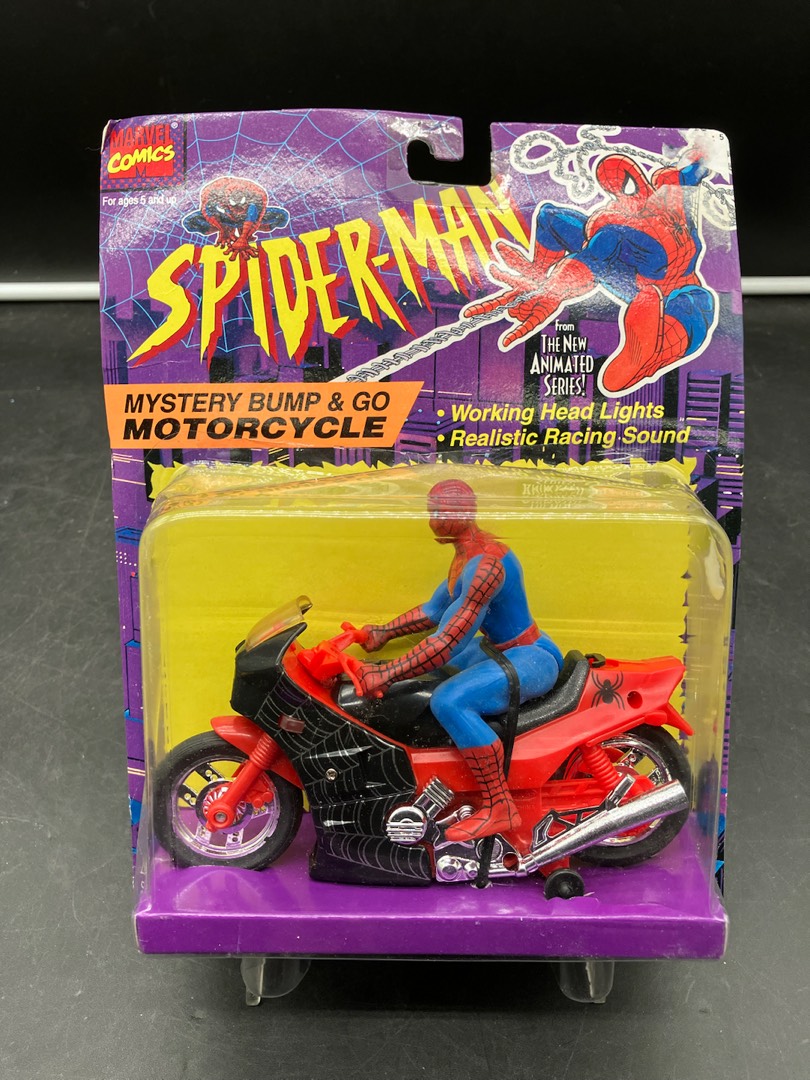 MARVEL®
COMICS
For ages 5 and up
SPIDER-MAN
from
THE NEW
ANIMATED
SERIES!
MYSTERY BUMP & GO
MOTORCYCLE
• Working Head Lights
• Realistic Racing Sound